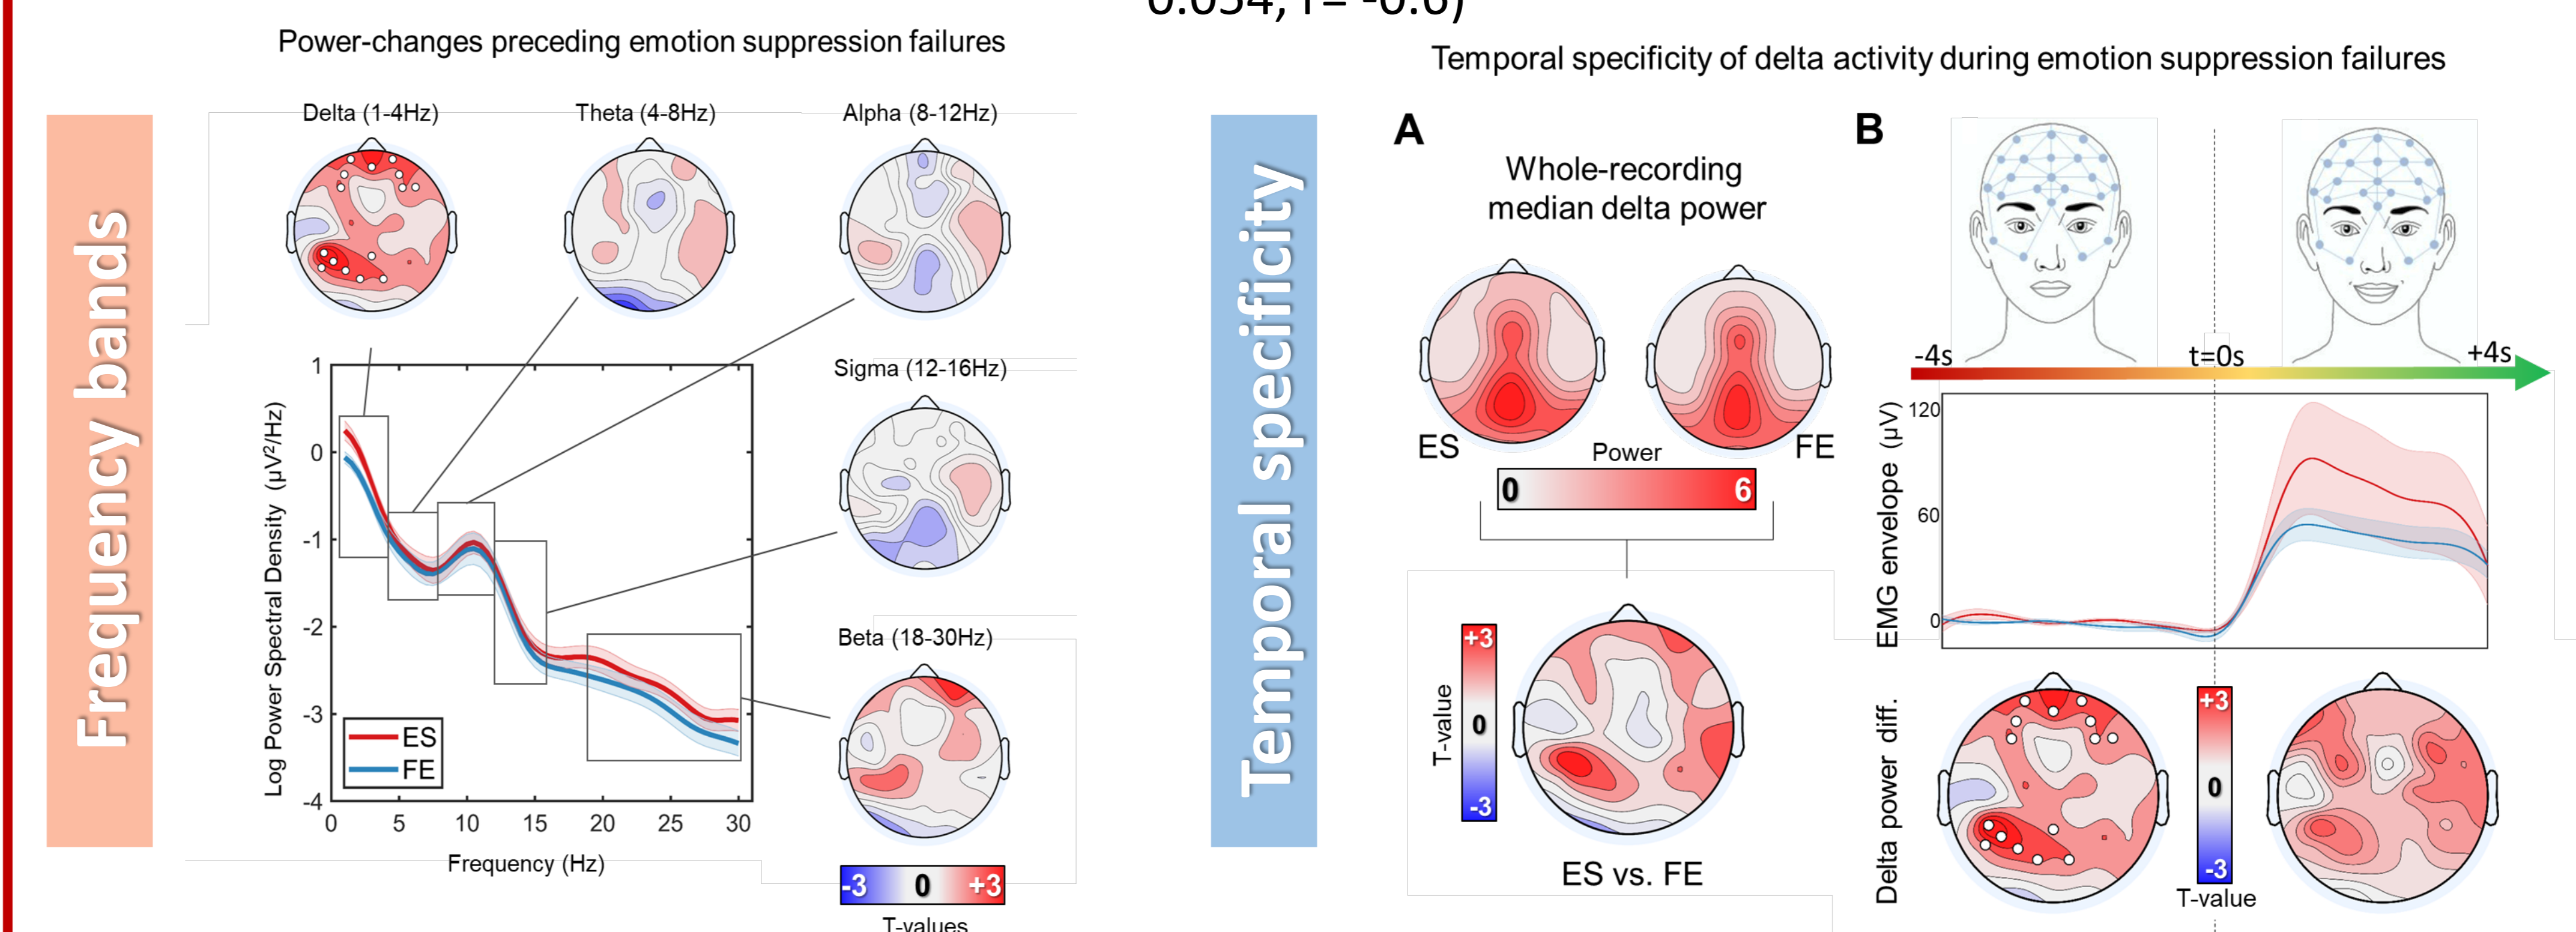 0.054, r= -0.6)
Power-changes preceding emotion suppression failures
Frequency bands
Delta (1-4Hz)
Theta (4-8Hz)
Alpha (8-12Hz)
Sigma (12-16Hz)
Beta (18-30Hz)
Log Power Spectral Density (µV²/Hz)
1
0
-1
-2
-3
-4
ES
FE
0
5
10
15
20
25
30
Frequency (Hz)
-3 0 +3
T-values
Temporal specificity of delta activity during emotion suppression failures
Temporal specificity
A
Whole-recording
median delta power
ES
FE
Power
0
6
T-value
+3
0
-3
ES vs. FE
B
-4s
t=0s
+4s
EMG envelope (µV)
120
60
0
Delta power diff.
+3
0
-3
T-value